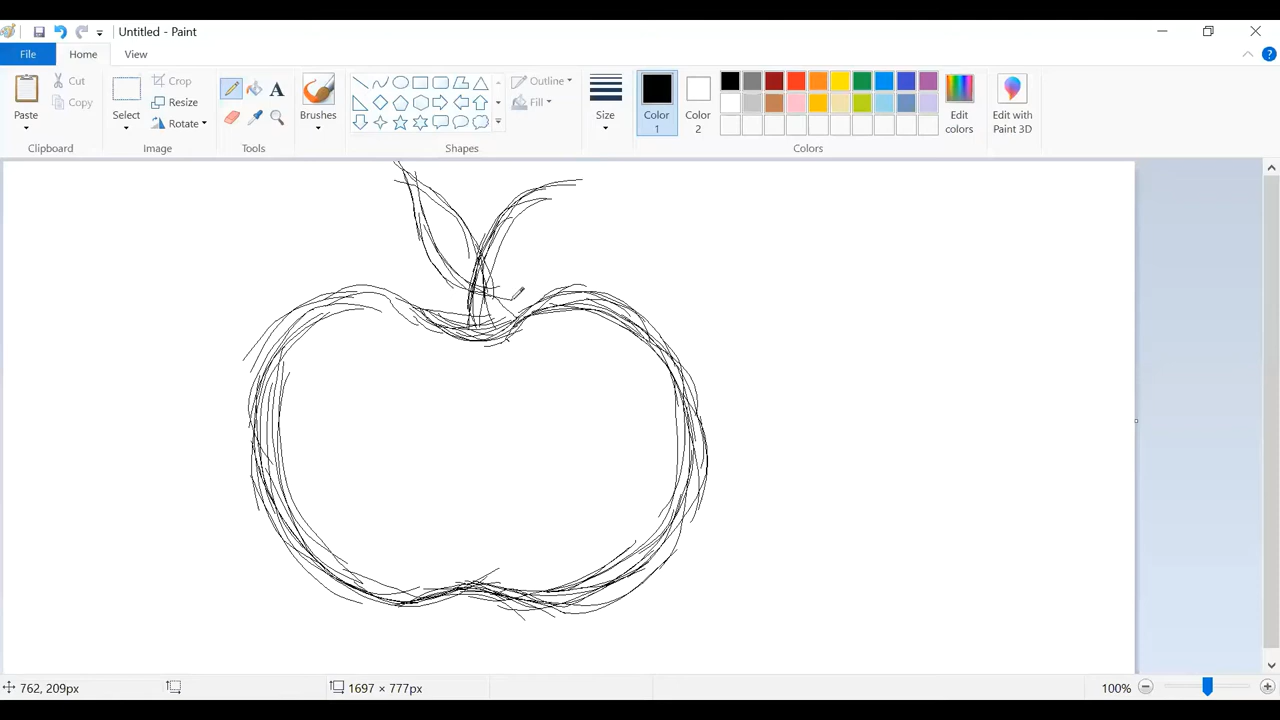 Untitled - Paint
File
Home
View
Paste
Cut
Copy
Clipboard
Select
Crop
Resize
Rotate
Image
A
Tools
Brushes
Outline
Fill
Shapes
Size
Color 1
Color 2
Edit colors
Colors
Edit with Paint 3D
762, 209px
1697 × 777px
100%